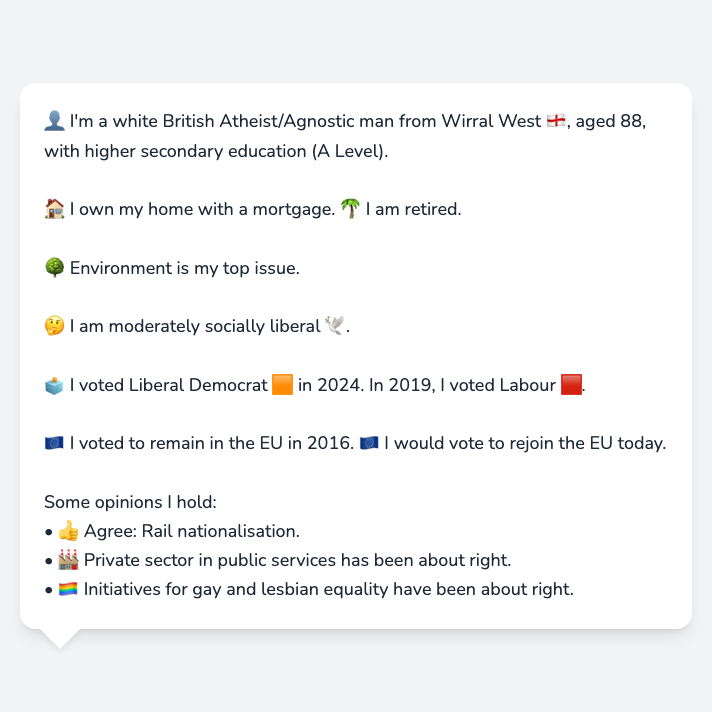 👤 I'm a white British Atheist/Agnostic man from Wirral West 🏴󠁧󠁢󠁥󠁮󠁧󠁿, aged 88,
with higher secondary education (A Level).
🏠 I own my home with a mortgage. 🌴 I am retired.
🌳 Environment is my top issue.
🤔 I am moderately socially liberal 🕊️.
🗳️ I voted Liberal Democrat 🟧 in 2024. In 2019, I voted Labour 🟥.
🇪🇺 I voted to remain in the EU in 2016. 🇪🇺 I would vote to rejoin the EU today.
Some opinions I hold:
• 👍 Agree: Rail nationalisation.
• 🏭 Private sector in public services has been about right.
• 🏳️‍🌈 Initiatives for gay and lesbian equality have been about right.